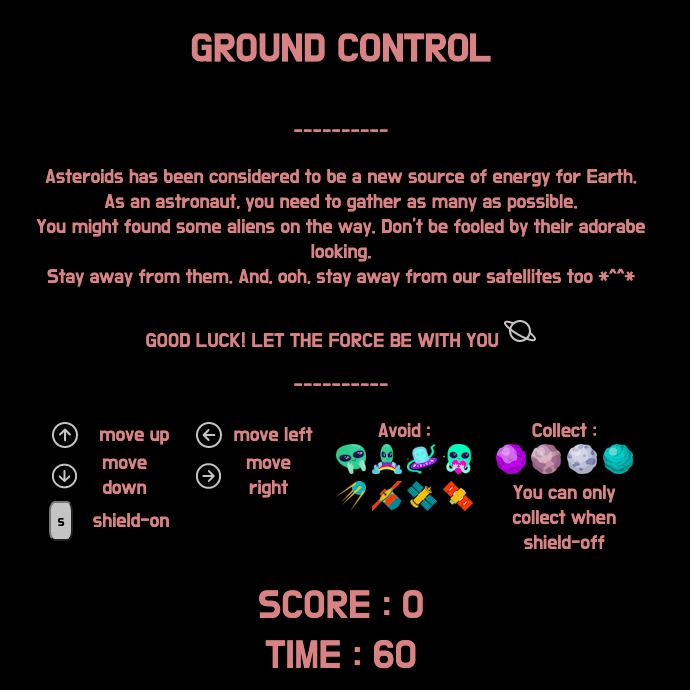 GROUND CONTROL
----------
Asteroids has been considered to be a new source of energy for Earth.
As an astronaut, you need to gather as many as possible.
You might found some aliens on the way. Don't be fooled by their adorabe
looking.
Stay away from them. And, ooh, stay away from our satellites too *^^*
GOOD LUCK! LET THE FORCE BE WITH YOU
----------
move up
move left
move
down
move
right
s
shield-on
Avoid :
Collect :
You can only
collect when
shield-off
SCORE : 0
TIME : 60